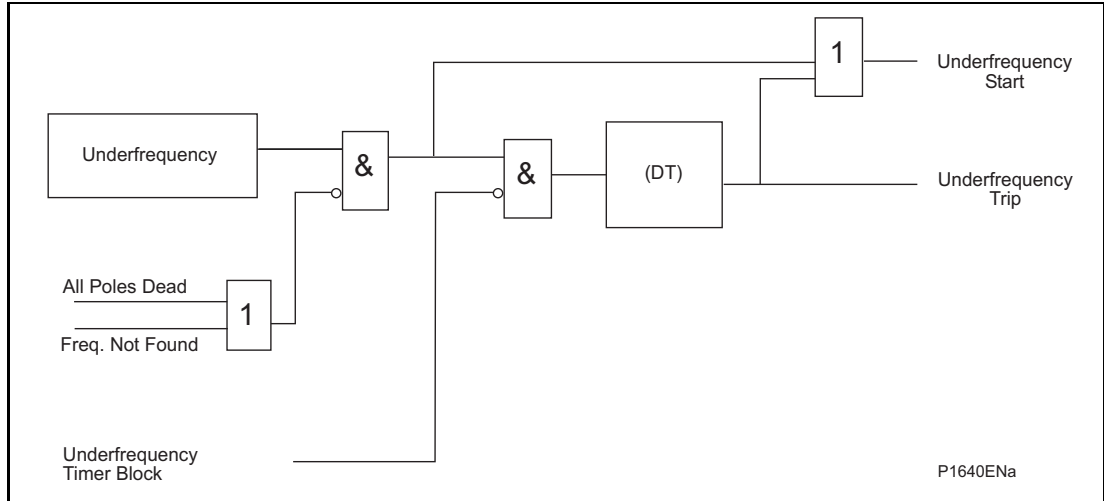 1
Underfrequency
Start
Underfrequency
&
&
(DT)
Underfrequency
Trip
All Poles Dead
1
Freq. Not Found
Underfrequency
Timer Block
P1640ENa